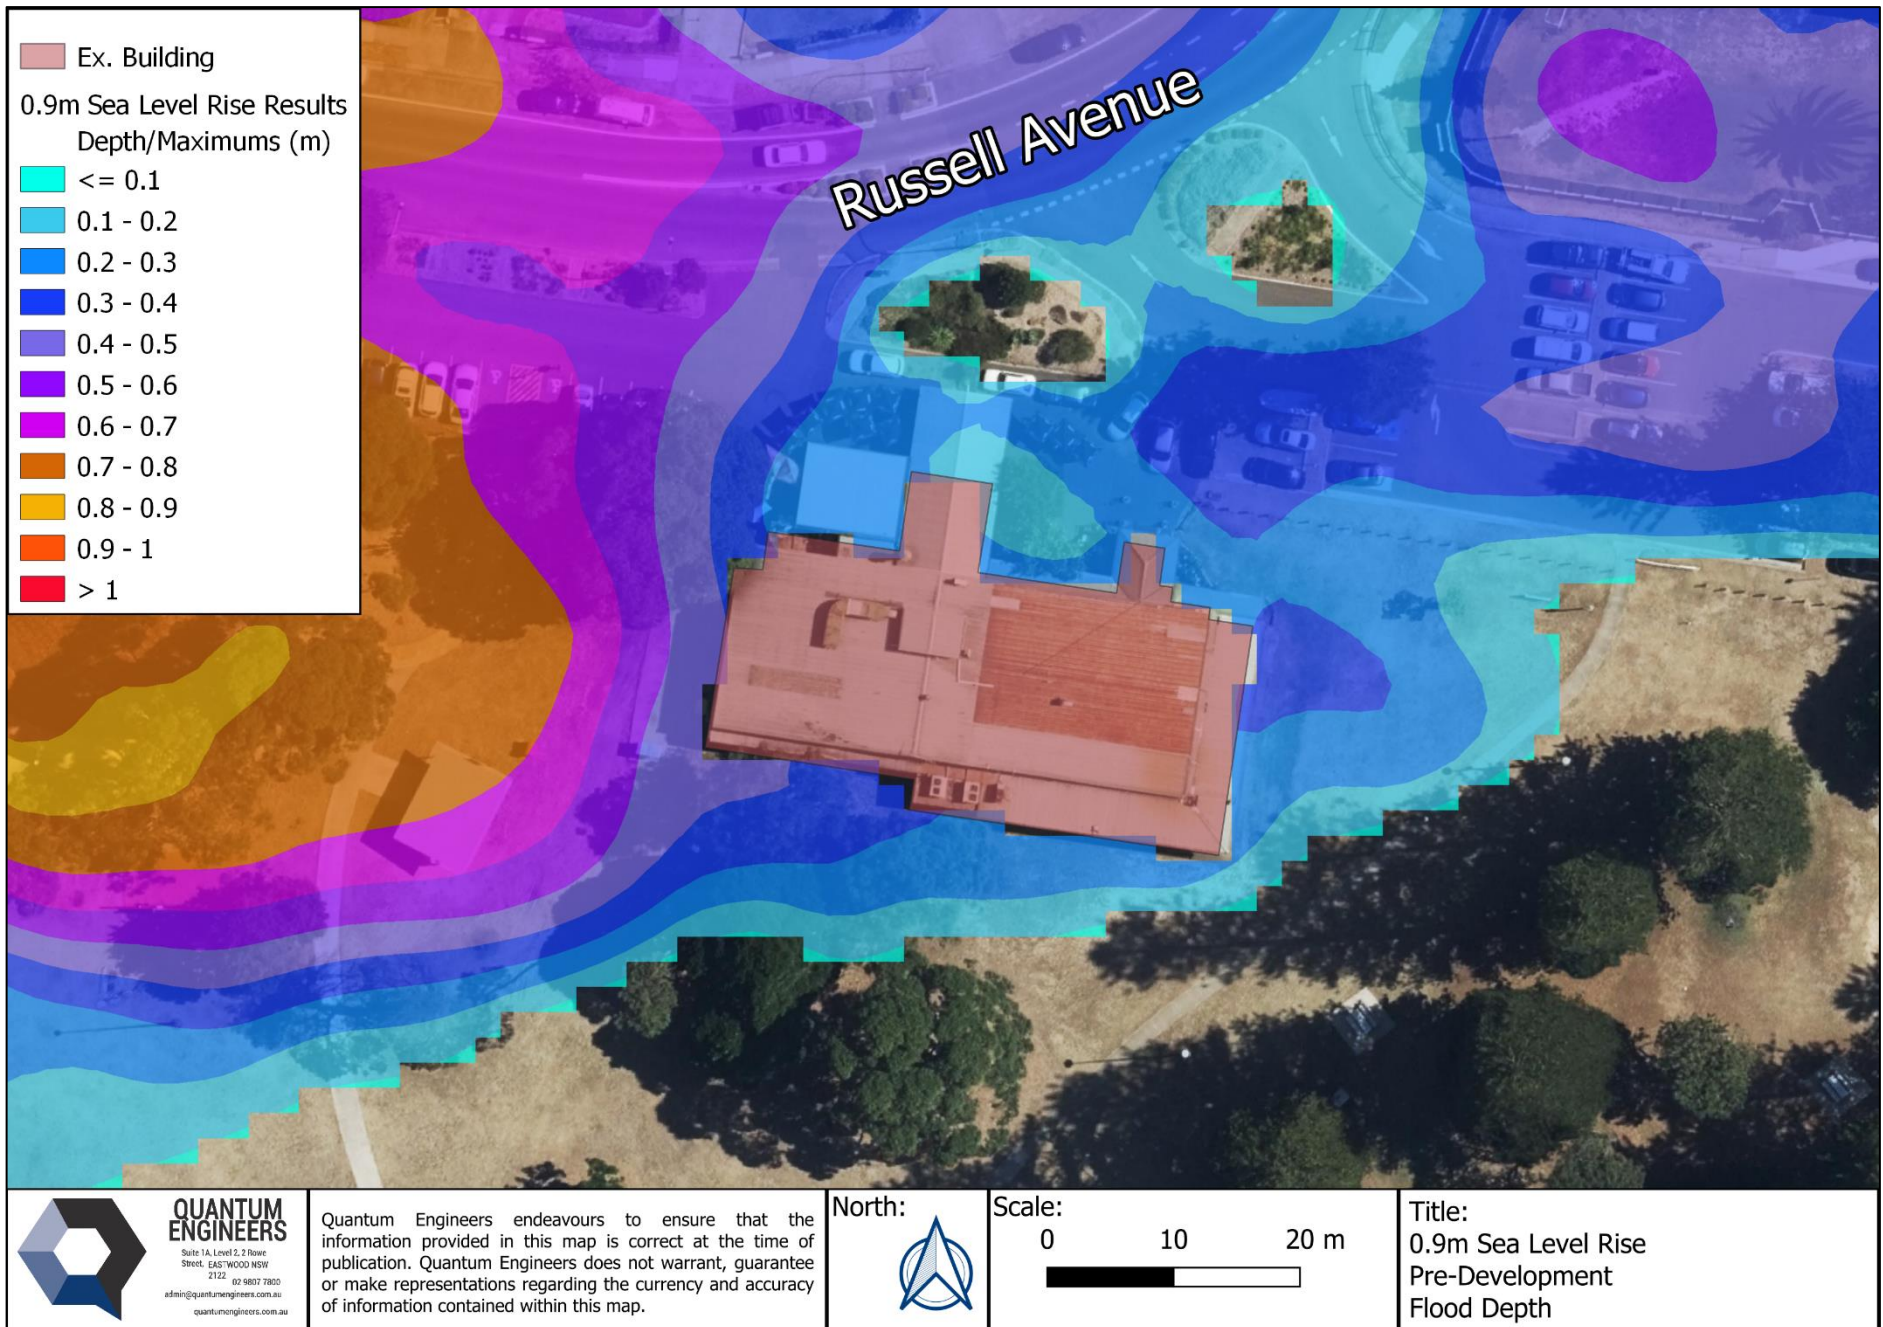 Ex. Building
0.9m Sea Level Rise Results
Depth/Maximums (m)
<= 0.1
0.1 - 0.2
0.2 - 0.3
0.3 - 0.4
0.4 - 0.5
0.5 - 0.6
0.6 - 0.7
0.7 - 0.8
0.8 - 0.9
0.9 - 1
> 1
Russell Avenue
QUANTUM
ENGINEERS
Suite 1A, Level 2, 2 Rowe
Street, EASTWOOD NSW
2122 02 9807 7800
admin@quantumengineers.com.au
quantumengineers.com.au
Quantum Engineers endeavours to ensure that the
information provided in this map is correct at the time of
publication. Quantum Engineers does not warrant, guarantee
or make representations regarding the currency and accuracy
of information contained within this map.
North:
Scale:
0 10 20 m
Title:
0.9m Sea Level Rise
Pre-Development
Flood Depth